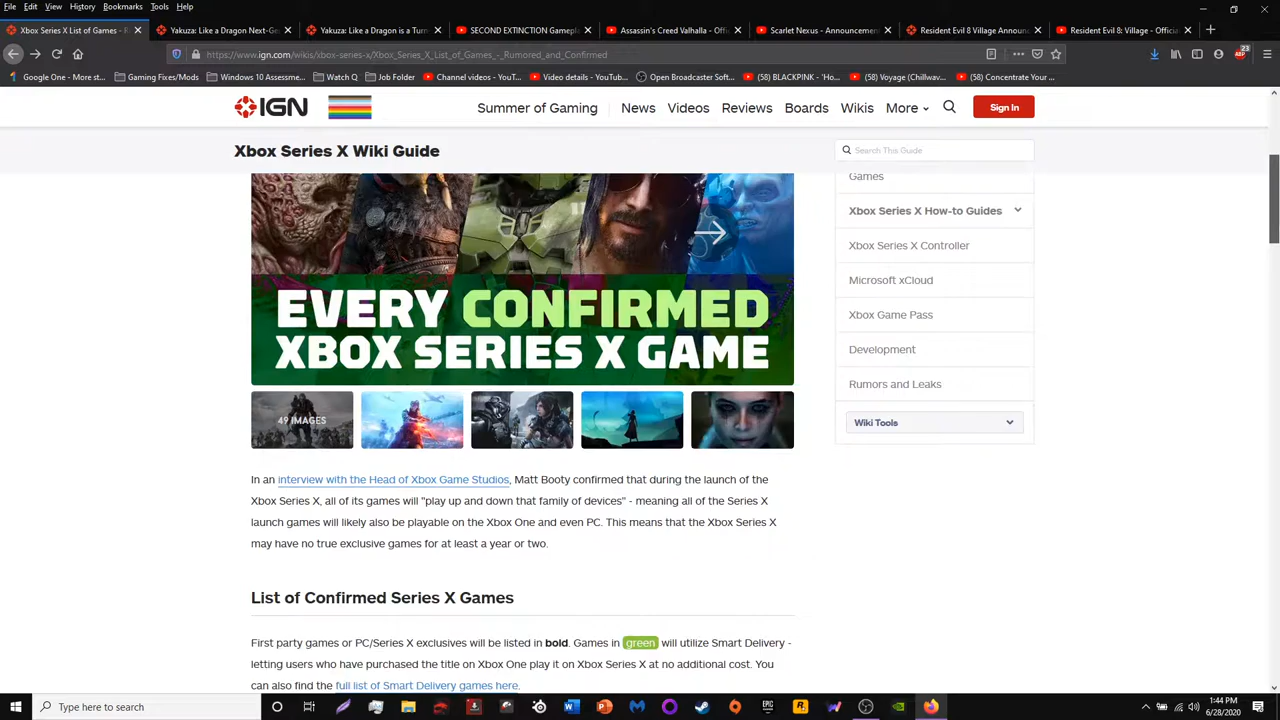 File Edit View History Bookmarks Tools Help
Xbox Series X List of Games - R
Yakuza: Like a Dragon Next-Ge
Yakuza: Like a Dragon is a Turn
SECOND EXTINCTION Gamepl
Assassin's Creed Valhalla - Offi
Scarlet Nexus - Announcement
Resident Evil 8 Village Announc
Resident Evil 8: Village - Official
https://www.ign.com/wikis/xbox-series-x/Xbox_Series_X_List_of_Games_-_Rumored_and_Confirmed
23
Google One - More st...
Gaming Fixes/Mods
Windows 10 Assessme...
Watch Q
Job Folder
Channel videos - YouT...
Video details - YouTub...
Open Broadcaster Soft...
(58) BLACKPINK - 'Ho...
(58) Voyage (Chillwav...
(58) Concentrate Your ...
IGN
Summer of Gaming News Videos Reviews Boards Wikis More
Sign In
Xbox Series X Wiki Guide
Search This Guide
Games
Xbox Series X How-to Guides
Xbox Series X Controller
Microsoft xCloud
Xbox Game Pass
Development
Rumors and Leaks
Wiki Tools
EVERY CONFIRMED
XBOX SERIES X GAME
49 IMAGES
In an interview with the Head of Xbox Game Studios, Matt Booty confirmed that during the launch of the
Xbox Series X, all of its games will "play up and down that family of devices" - meaning all of the Series X
launch games will likely also be playable on the Xbox One and even PC. This means that the Xbox Series X
may have no true exclusive games for at least a year or two.
List of Confirmed Series X Games
First party games or PC/Series X exclusives will be listed in bold. Games in green will utilize Smart Delivery -
letting users who have purchased the title on Xbox One play it on Xbox Series X at no additional cost. You
can also find the full list of Smart Delivery games here.
Type here to search
1:44 PM
6/28/2020